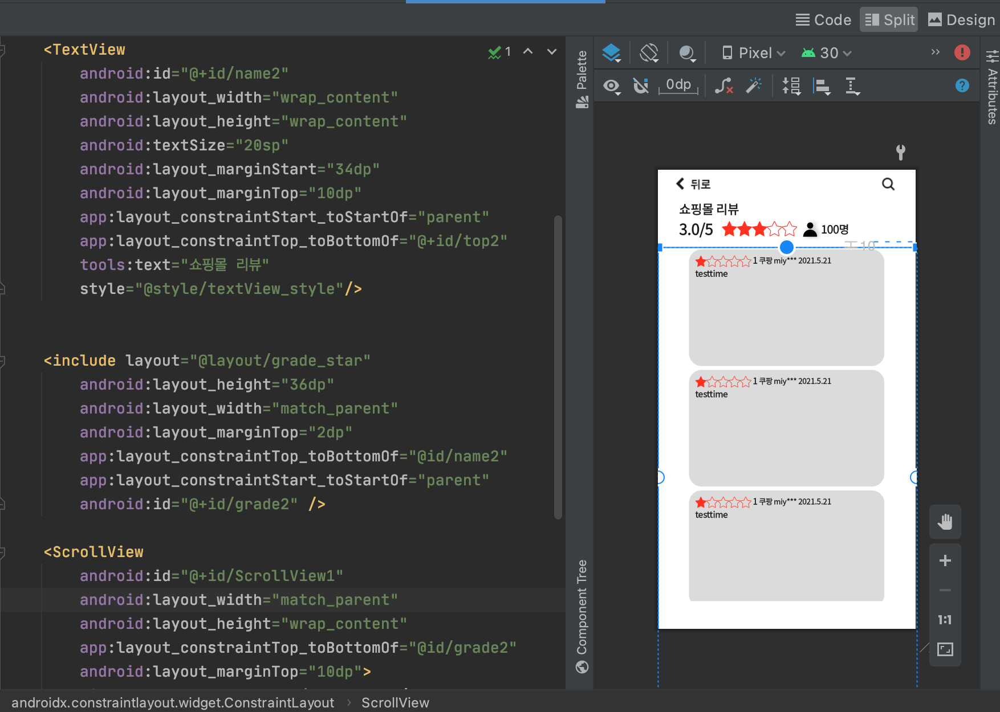 Code
Split
Design
<TextView
1
android:id="@+id/name2"
android:layout_width="wrap_content"
android:layout_height="wrap_content"
android:textSize="20sp"
android:layout_marginStart="34dp"
android:layout_marginTop="10dp"
app:layout_constraintStart_toStartOf="parent"
app:layout_constraintTop_toBottomOf="@+id/top2"
tools:text="쇼핑몰 리뷰"
style="@style/textView_style"/>
<include layout="@layout/grade_star"
android:layout_height="36dp"
android:layout_width="match_parent"
android:layout_marginTop="2dp"
app:layout_constraintTop_toBottomOf="@id/name2"
app:layout_constraintStart_toStartOf="parent"
android:id="@+id/grade2" />
<ScrollView
android:id="@+id/ScrollView1"
android:layout_width="match_parent"
android:layout_height="wrap_content"
app:layout_constraintTop_toBottomOf="@id/grade2"
android:layout_marginTop="10dp">
androidx.constraintlayout.widget.ConstraintLayout › ScrollView
Palette
Component Tree
Pixel
30
0dp
Attributes
뒤로
쇼핑몰 리뷰
3.0/5
100명
10
1 쿠팡 miy*** 2021.5.21
testtime
1 쿠팡 miy*** 2021.5.21
testtime
1 쿠팡 miy*** 2021.5.21
testtime
1:1